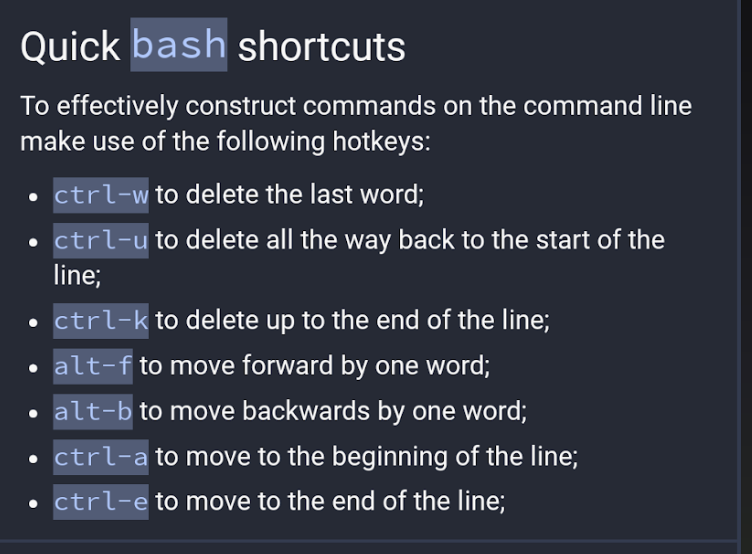 Quick bash shortcuts
To effectively construct commands on the command line
make use of the following hotkeys:
• ctrl-w to delete the last word;
• ctrl-u to delete all the way back to the start of the
line;
• ctrl-k to delete up to the end of the line;
• alt-f to move forward by one word;
• alt-b to move backwards by one word;
• ctrl-a to move to the beginning of the line;
• ctrl-e to move to the end of the line;